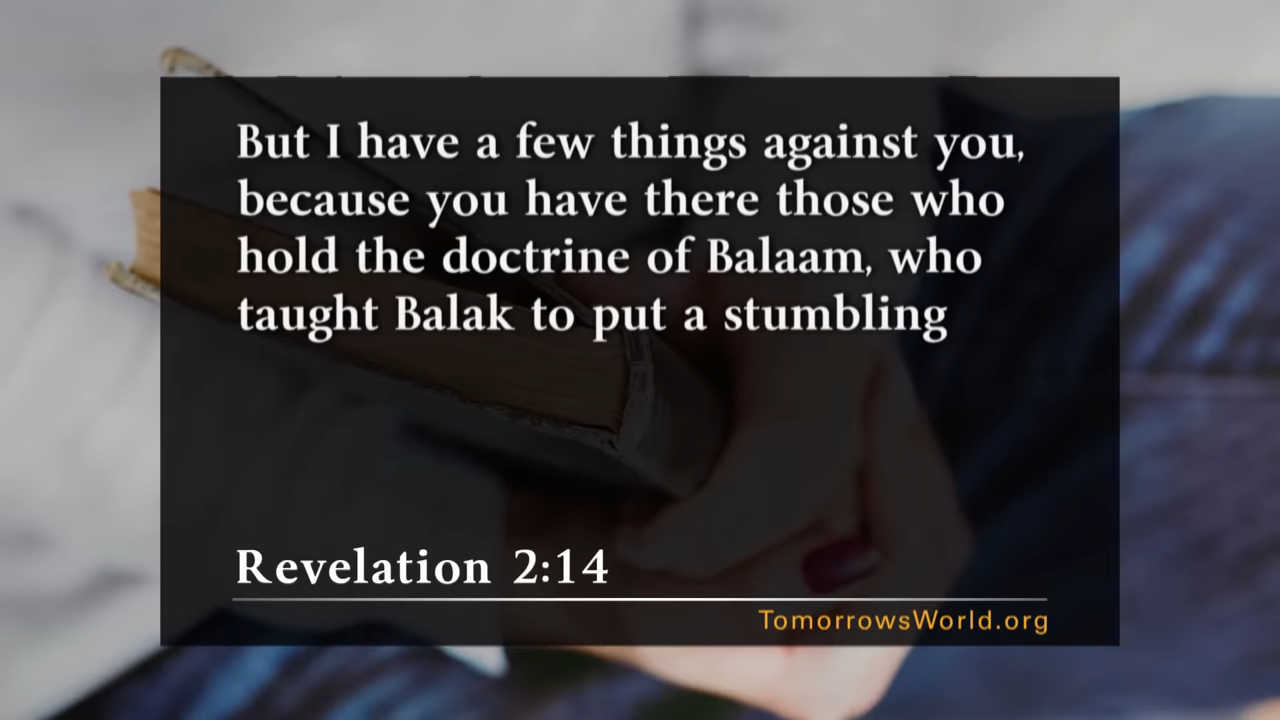 But I have a few things against you,
because you have there those who
hold the doctrine of Balaam, who
taught Balak to put a stumbling
Revelation 2:14
TomorrowsWorld.org